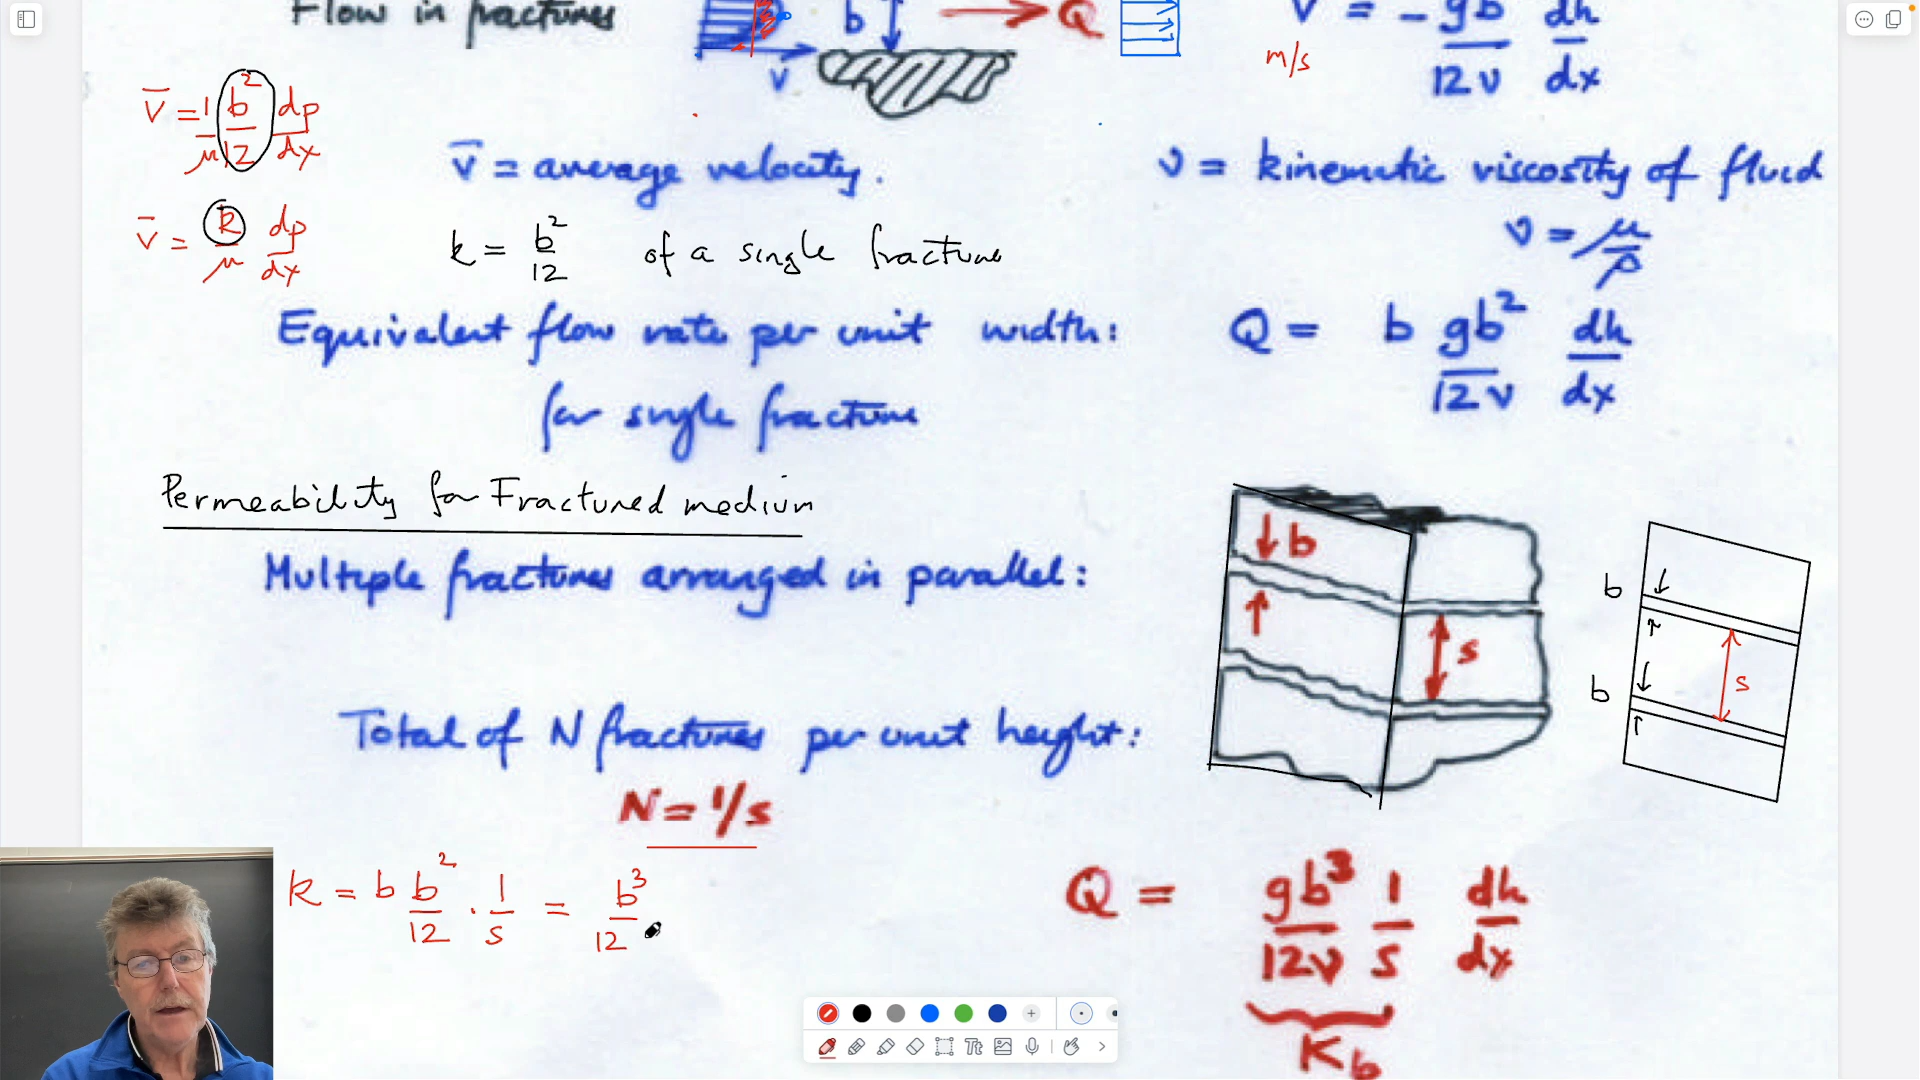 Flow in fractures
b
Q
v
v̄ = - gb² / 12ν dh/dx
m/s
v̄ = 1/μ b²/12 dp/dx
v̄ = average velocity.
ν = kinematic viscosity of fluid
ν = μ/ρ
v̄ = k/μ dp/dx
k = b²/12 of a single fracture
Equivalent flow rate per unit width:
Q = b gb²/12ν dh/dx
for single fracture
Permeability for Fractured medium
Multiple fractures arranged in parallel:
b
s
b
b
s
Total of N fractures per unit height:
N = 1/s
k = b b²/12 · 1/s = b³/12
Q = gb³/12ν 1/s dh/dx
Kb
Tt